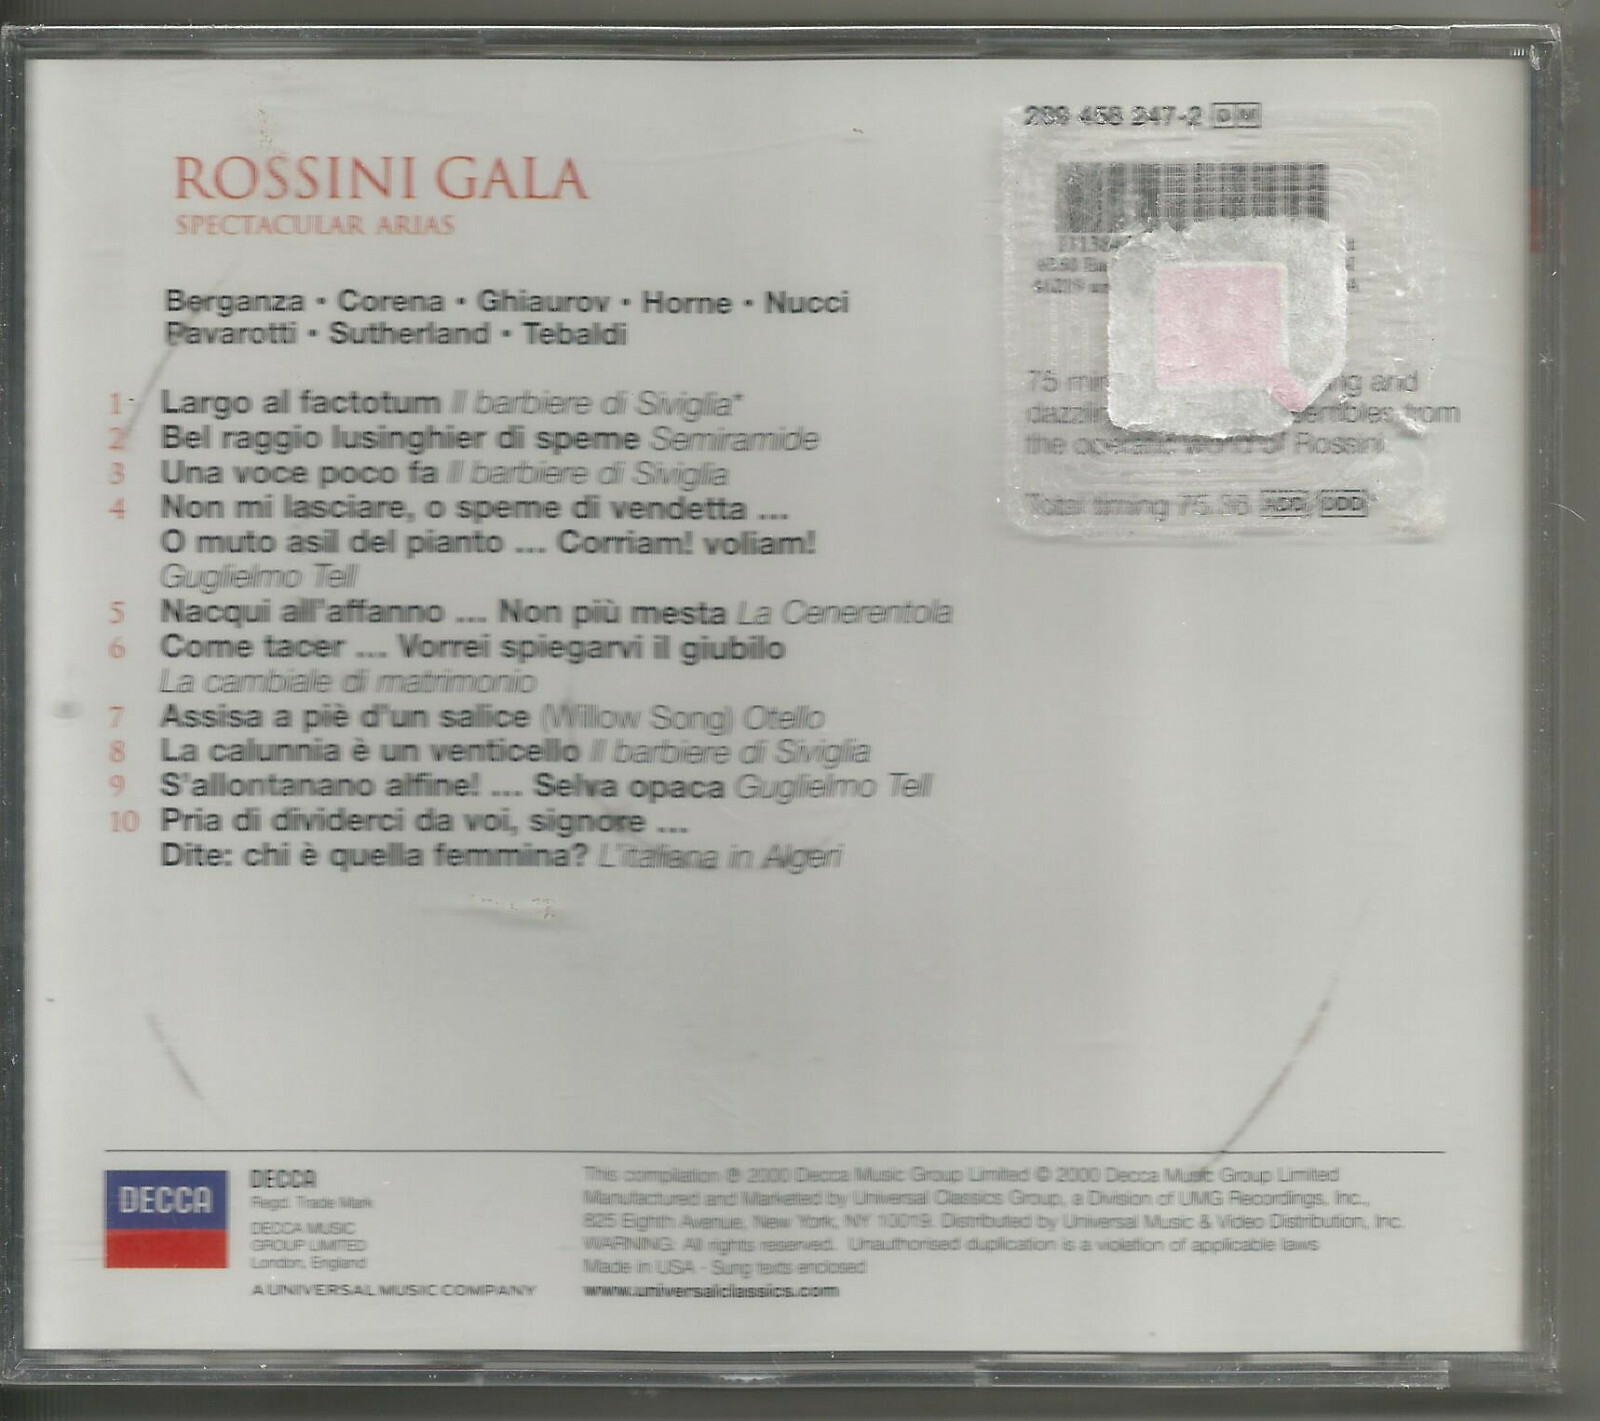 ROSSINI GALA
SPECTACULAR ARIAS
Berganza · Corena · Ghiaurov · Horne · Nucci
Pavarotti · Sutherland · Tebaldi
1 Largo al factotum Il barbiere di Siviglia*
2 Bel raggio lusinghier di speme Semiramide
3 Una voce poco fa Il barbiere di Siviglia
4 Non mi lasciare, o speme di vendetta ...
O muto asil del pianto ... Corriam! voliam!
Guglielmo Tell
5 Nacqui all'affanno ... Non più mesta La Cenerentola
6 Come tacer ... Vorrei spiegarvi il giubilo
La cambiale di matrimonio
7 Assisa a piè d'un salice (Willow Song) Otello
8 La calunnia è un venticello Il barbiere di Siviglia
9 S'allontanano alfine! ... Selva opaca Guglielmo Tell
10 Pria di dividerci da voi, signore ...
Dite: chi è quella femmina? L'italiana in Algeri
289 458 247-2 DM
75 and
from
the operatic world of Rossini.
Total timing 75.36 ADD/DDD*
DECCA
DECCA
Regd. Trade Mark
DECCA MUSIC
GROUP LIMITED
London, England
A UNIVERSAL MUSIC COMPANY
This compilation ℗ 2000 Decca Music Group Limited © 2000 Decca Music Group Limited
Manufactured and Marketed by Universal Classics Group, a Division of UMG Recordings, Inc.,
825 Eighth Avenue, New York, NY 10019. Distributed by Universal Music & Video Distribution, Inc.
WARNING: All rights reserved. Unauthorised duplication is a violation of applicable laws
Made in USA - Sung texts enclosed
www.universalclassics.com